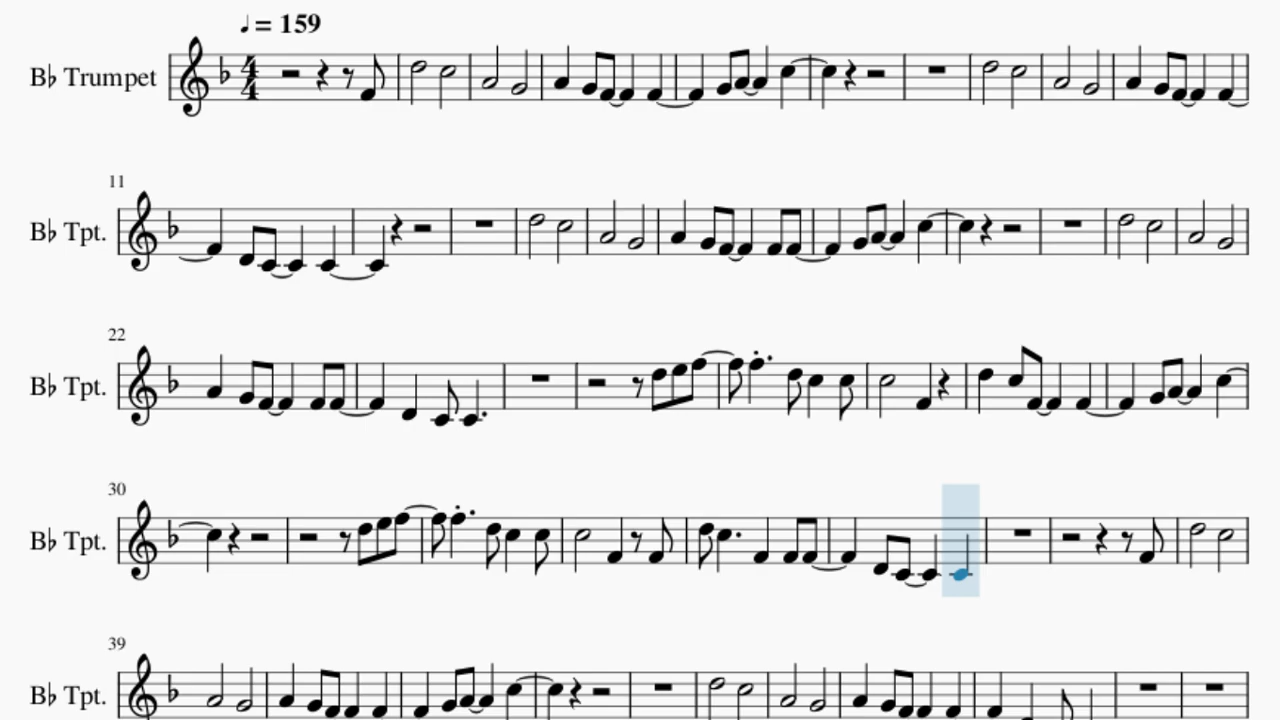 ♩ = 159
B♭ Trumpet
4
4
11
B♭ Tpt.
22
B♭ Tpt.
30
B♭ Tpt.
39
B♭ Tpt.